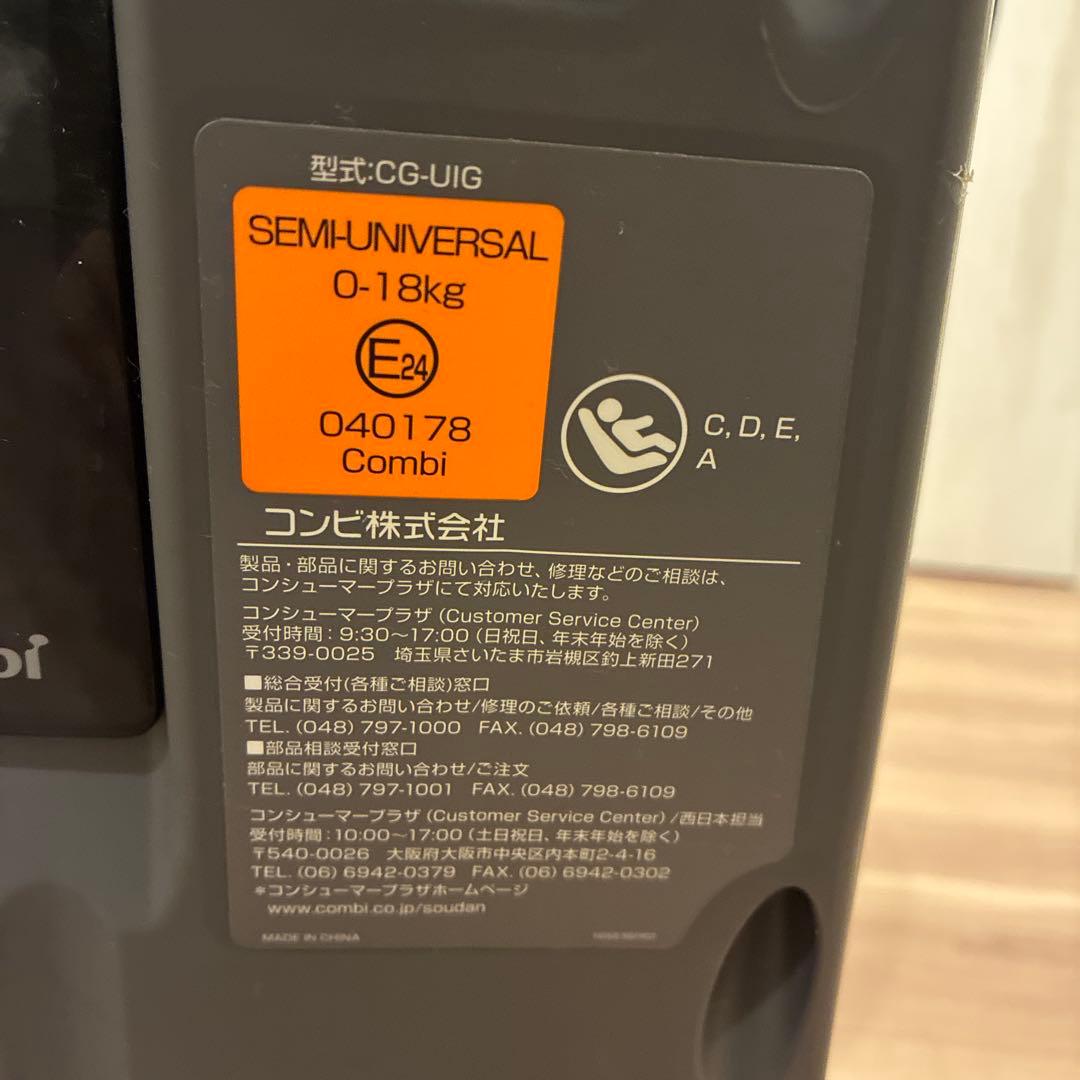 型式:CG-UIG
SEMI-UNIVERSAL
0-18kg
E24
040178
Combi
C, D, E,
A
コンビ株式会社
製品・部品に関するお問い合わせ、修理などのご相談は、
コンシューマープラザにて対応いたします。
コンシューマープラザ (Customer Service Center)
受付時間:9:30〜17:00 (日祝日、年末年始を除く)
〒339-0025 埼玉県さいたま市岩槻区釣上新田271
■総合受付(各種ご相談)窓口
製品に関するお問い合わせ/修理のご依頼/各種ご相談/その他
TEL. (048) 797-1000 FAX. (048) 798-6109
■部品相談受付窓口
部品に関するお問い合わせ/ご注文
TEL. (048) 797-1001 FAX. (048) 798-6109
コンシューマープラザ (Customer Service Center) /西日本担当
受付時間:10:00〜17:00 (土日祝日、年末年始を除く)
〒540-0026 大阪府大阪市中央区内本町2-4-16
TEL. (06) 6942-0379 FAX. (06) 6942-0302
*コンシューマープラザホームページ
www.combi.co.jp/soudan
MADE IN CHINA
bi